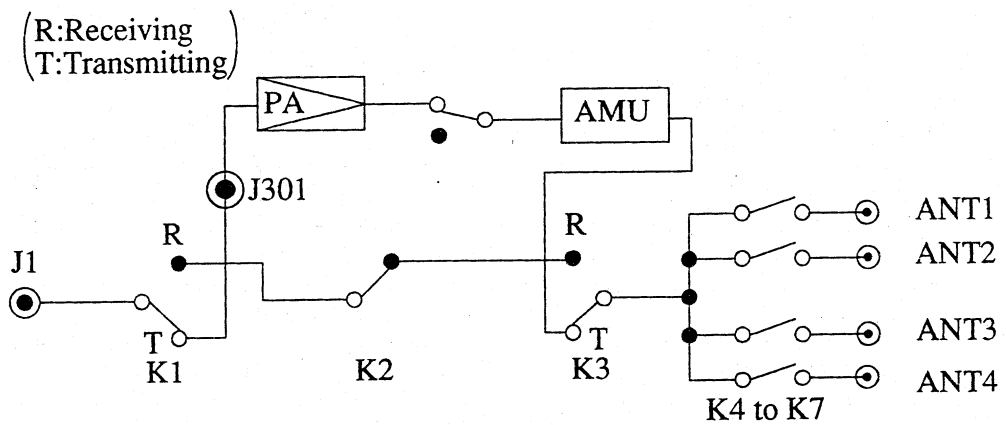 (R:Receiving
T:Transmitting)
PA
AMU
J301
R
R
J1
T
T
K1
K2
K3
ANT1
ANT2
ANT3
ANT4
K4 to K7